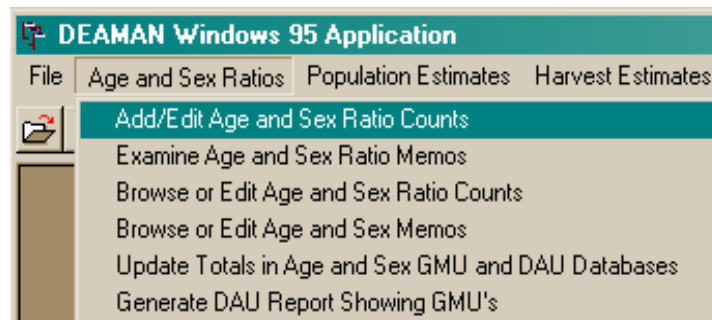 DEAMAN Windows 95 Application
File Age and Sex Ratios Population Estimates Harvest Estimates
Add/Edit Age and Sex Ratio Counts
Examine Age and Sex Ratio Memos
Browse or Edit Age and Sex Ratio Counts
Browse or Edit Age and Sex Memos
Update Totals in Age and Sex GMU and DAU Databases
Generate DAU Report Showing GMU's